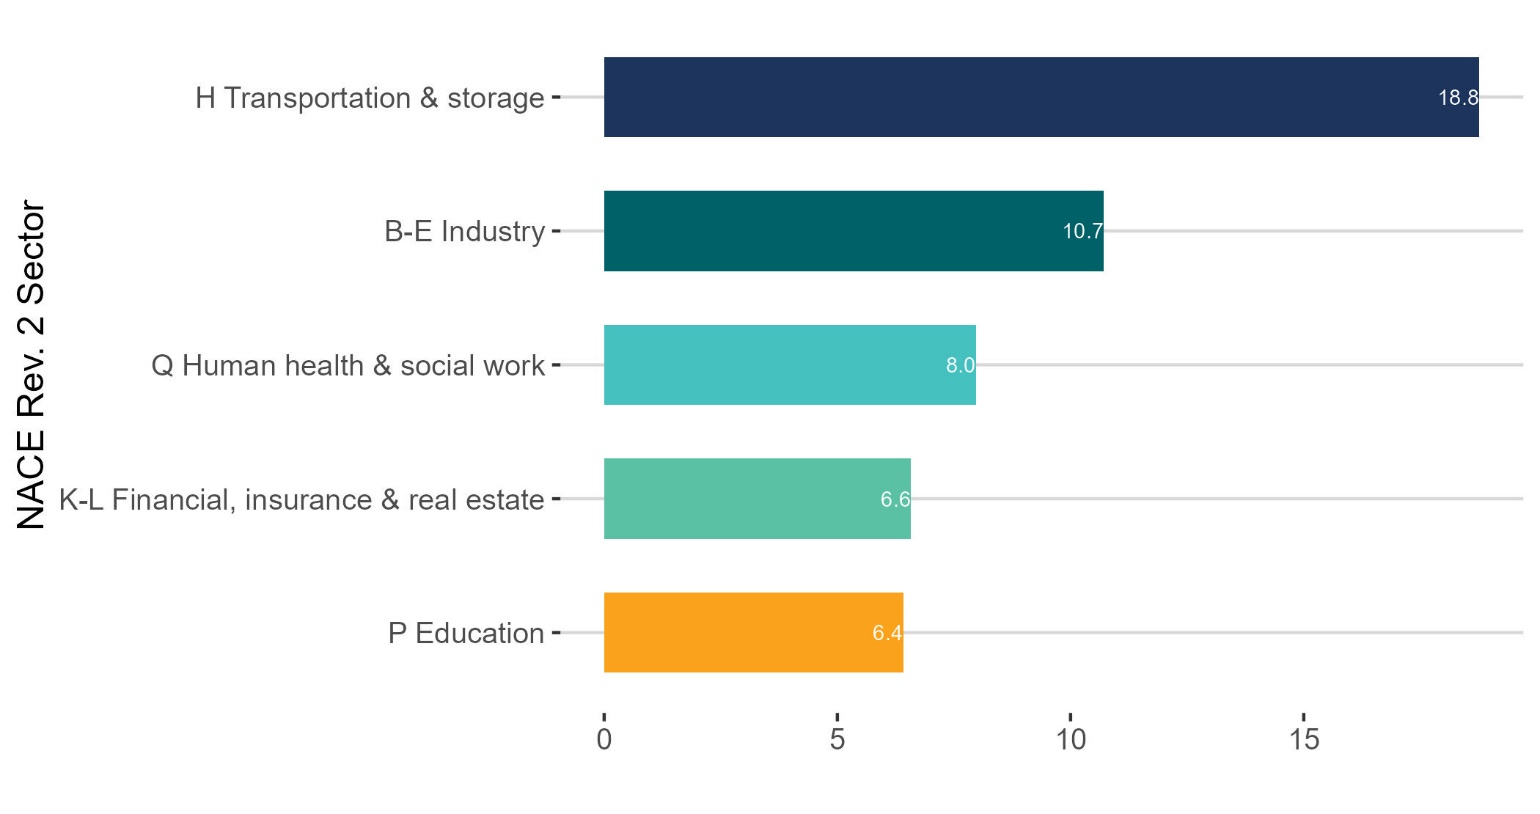 NACE Rev. 2 Sector
H Transportation & storage
18.8
B-E Industry
10.7
Q Human health & social work
8.0
K-L Financial, insurance & real estate
6.6
P Education
6.4
0
5
10
15